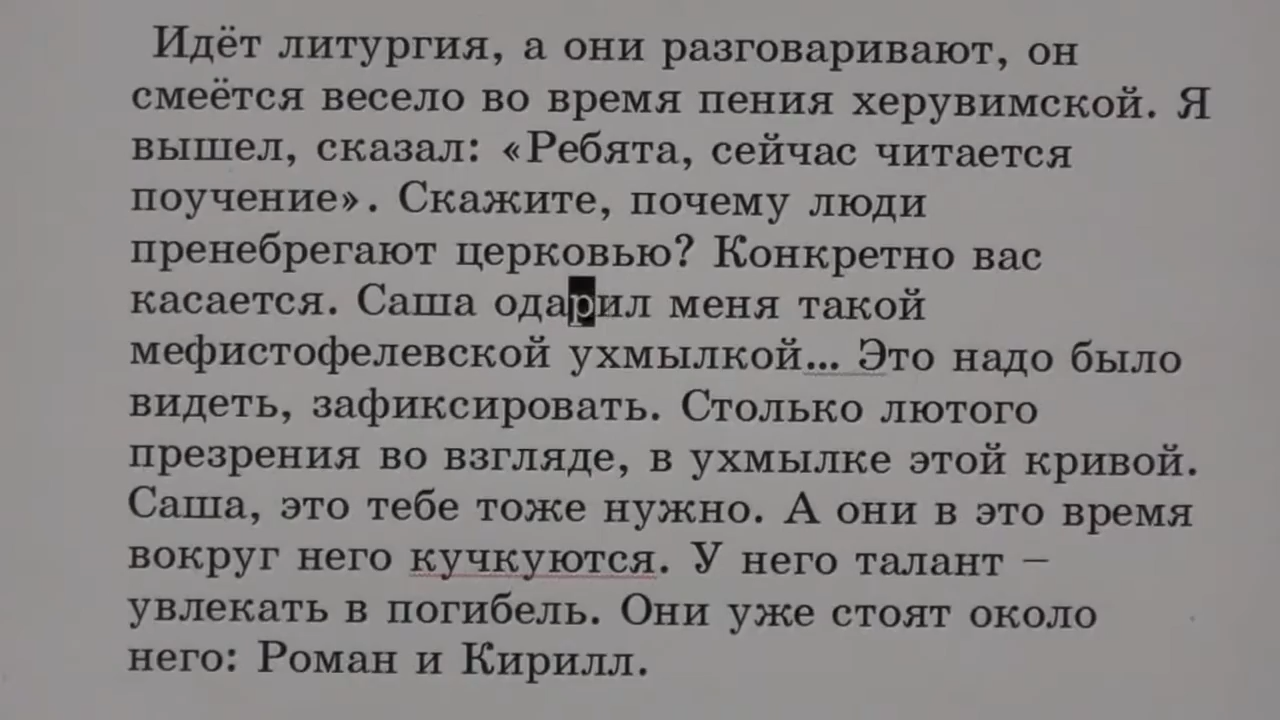 Идёт литургия, а они разговаривают, он
смеётся весело во время пения херувимской. Я
вышел, сказал: «Ребята, сейчас читается
поучение». Скажите, почему люди
пренебрегают церковью? Конкретно вас
касается. Саша одарил меня такой
мефистофелевской ухмылкой... Это надо было
видеть, зафиксировать. Столько лютого
презрения во взгляде, в ухмылке этой кривой.
Саша, это тебе тоже нужно. А они в это время
вокруг него кучкуются. У него талант –
увлекать в погибель. Они уже стоят около
него: Роман и Кирилл.